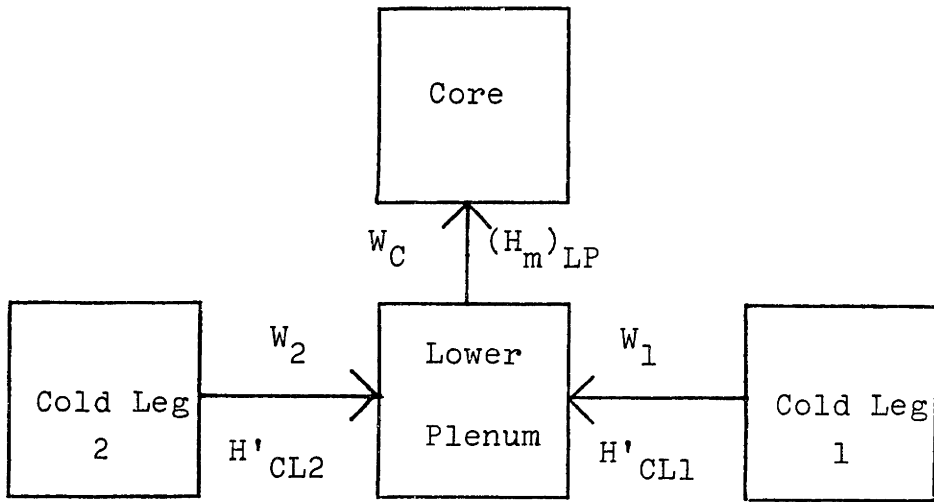 Core
W_C
(H_m)_LP
W_2
Lower
Plenum
W_1
Cold Leg
2
H'_CL2
H'_CL1
Cold Leg
1